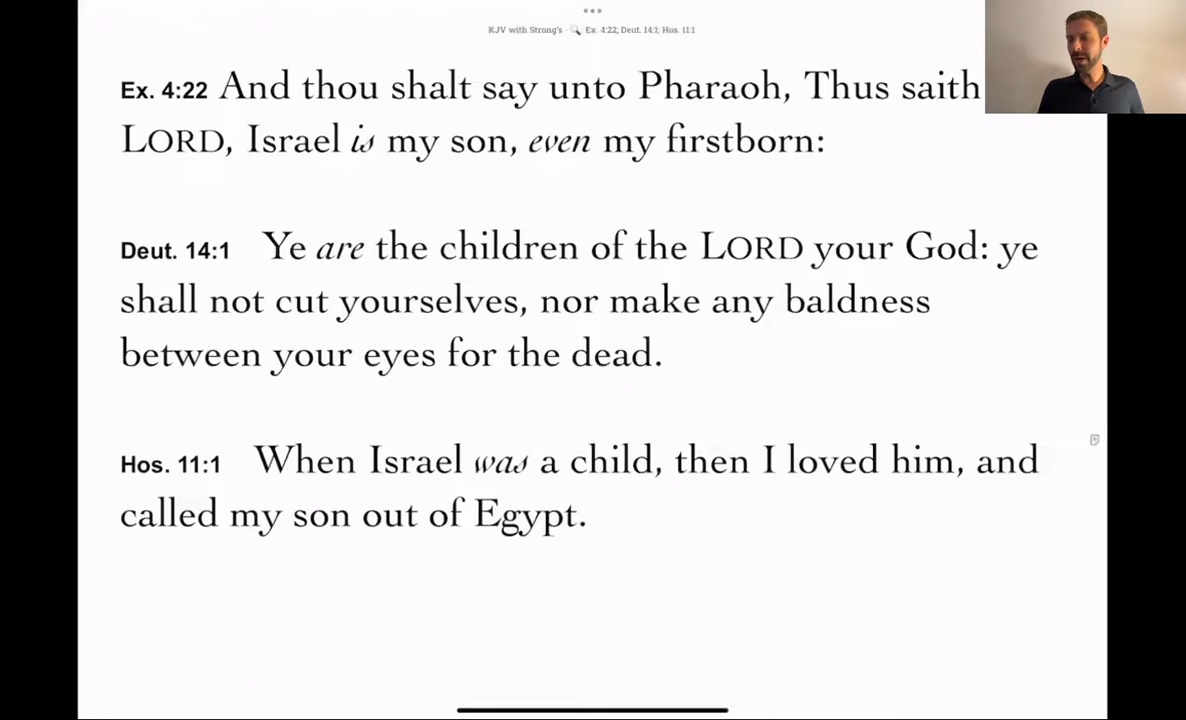 KJV with Strong's - Ex. 4:22; Deut. 14:1; Hos. 11:1
Ex. 4:22 And thou shalt say unto Pharaoh, Thus saith
LORD, Israel is my son, even my firstborn:
Deut. 14:1 Ye are the children of the LORD your God: ye
shall not cut yourselves, nor make any baldness
between your eyes for the dead.
Hos. 11:1 When Israel was a child, then I loved him, and
called my son out of Egypt.